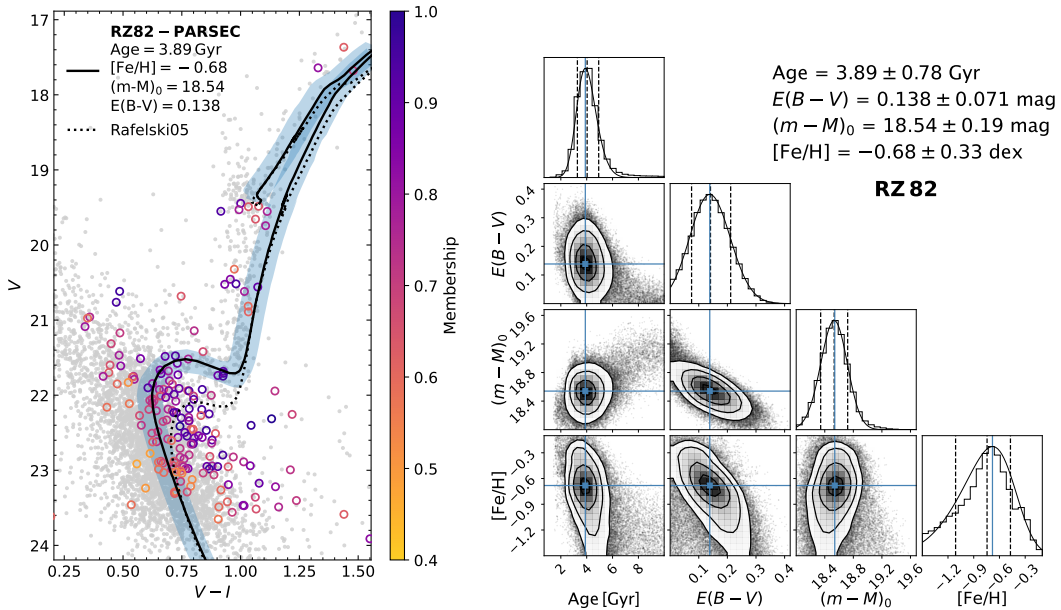 RZ82 − PARSEC
Age = 3.89 Gyr
[Fe/H] = − 0.68
(m-M)₀ = 18.54
E(B-V) = 0.138
Rafelski05
17
18
19
20
21
22
23
24
V
0.25 0.50 0.75 1.00 1.25 1.50
V − I
1.0
0.9
0.8
0.7
0.6
0.5
0.4
Membership
Age = 3.89 ± 0.78 Gyr
E(B − V) = 0.138 ± 0.071 mag
(m − M)₀ = 18.54 ± 0.19 mag
[Fe/H] = −0.68 ± 0.33 dex
RZ 82
0.4
0.3
0.2
0.1
E(B − V)
19.6
19.2
18.8
18.4
(m − M)₀
−0.3
−0.6
−0.9
−1.2
[Fe/H]
2 4 6 8
Age [Gyr]
0.1 0.2 0.3 0.4
E(B − V)
18.4 18.8 19.2 19.6
(m − M)₀
−1.2 −0.9 −0.6 −0.3
[Fe/H]